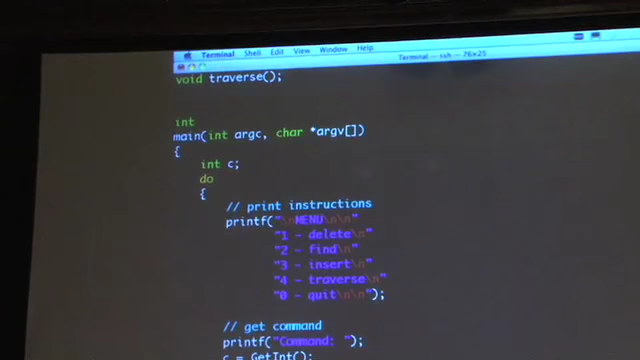 Terminal Shell Edit View Window Help
Terminal — ssh — 76×25
void traverse();
int
main(int argc, char *argv[])
{
int c;
do
{
// print instructions
printf("\nMENU\n\n"
"1 - delete\n"
"2 - find\n"
"3 - insert\n"
"4 - traverse\n"
"0 - quit\n\n");
// get command
printf("Command: ");
c = GetInt();